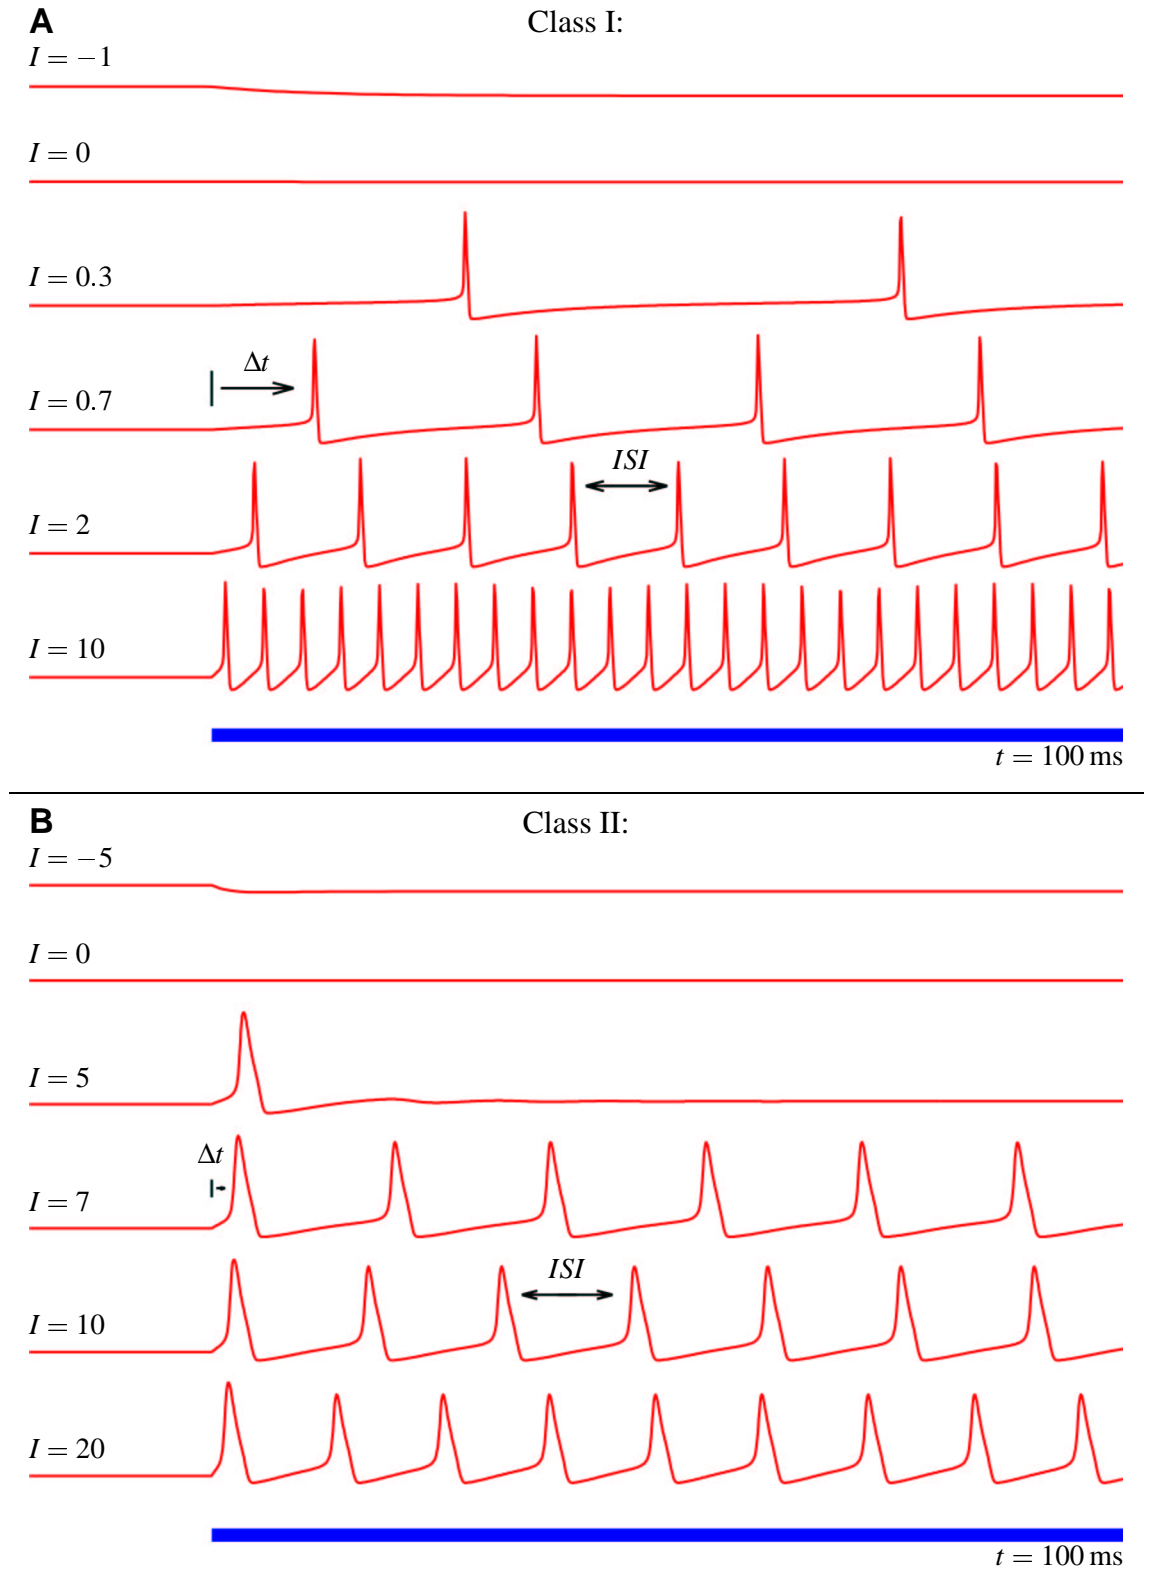 A
Class I:
I = −1
I = 0
I = 0.3
Δt
I = 0.7
ISI
I = 2
I = 10
t = 100 ms
B
Class II:
I = −5
I = 0
I = 5
Δt
I = 7
ISI
I = 10
I = 20
t = 100 ms